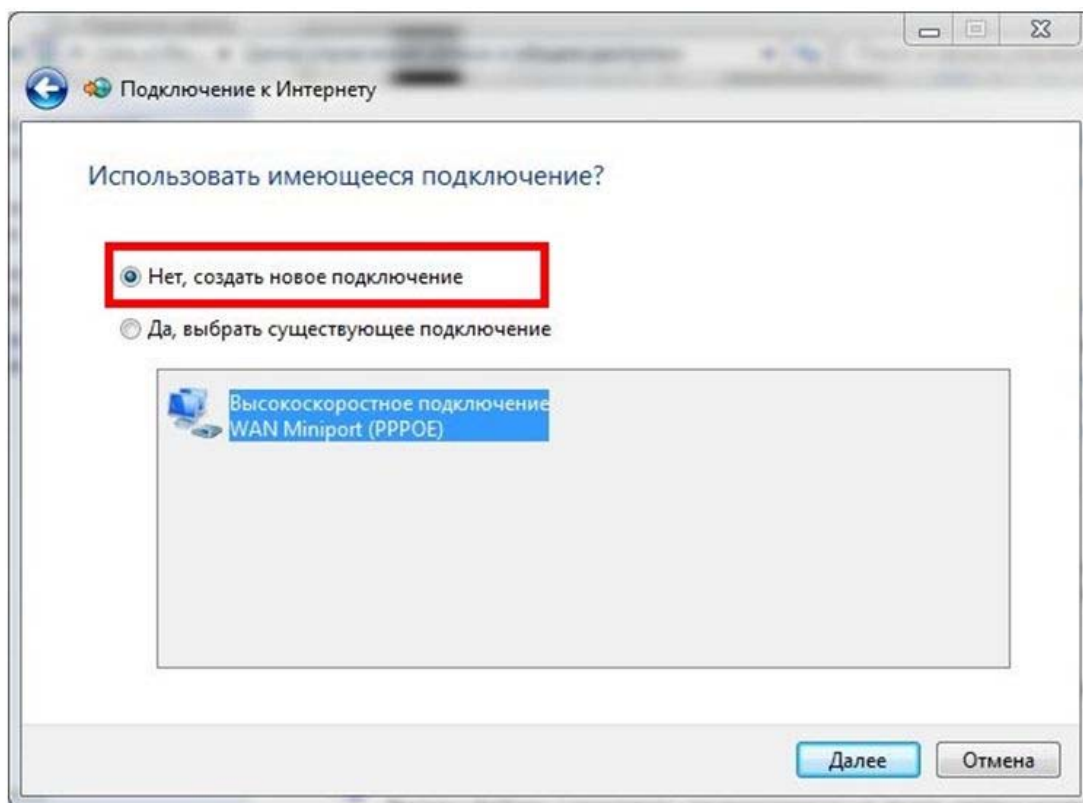 Подключение к Интернету
Использовать имеющееся подключение?
Нет, создать новое подключение
Да, выбрать существующее подключение
Высокоскоростное подключение
WAN Miniport (PPPOE)
Далее
Отмена